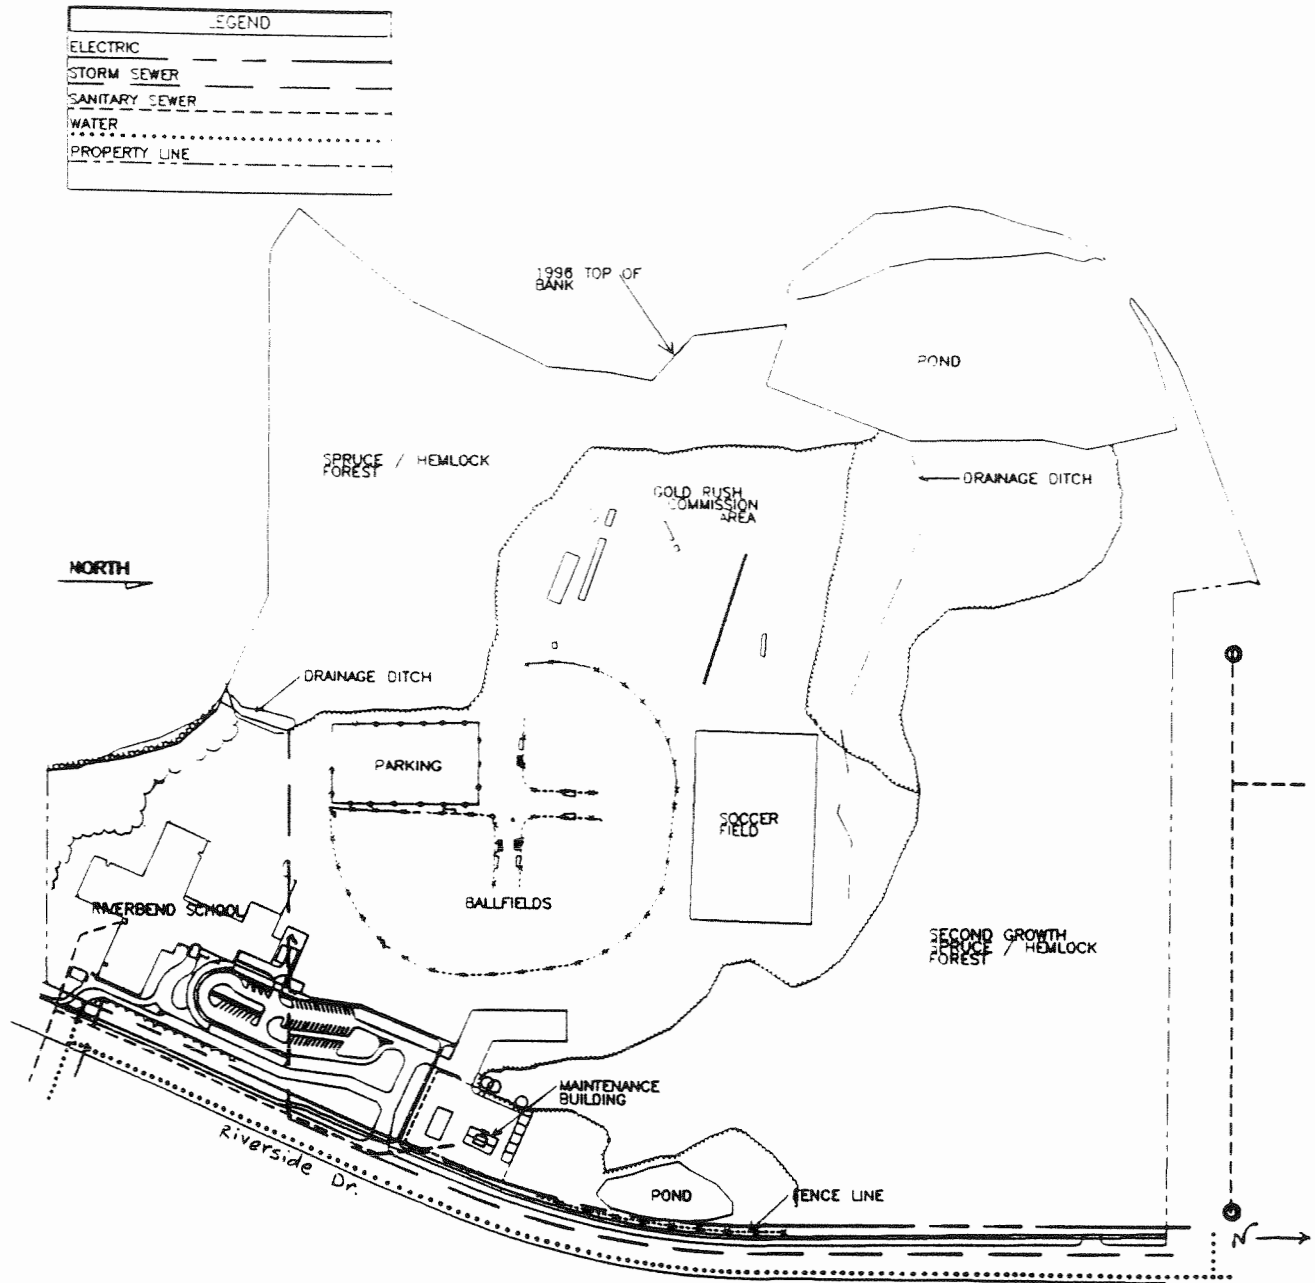 LEGEND
ELECTRIC
STORM SEWER
SANITARY SEWER
WATER
PROPERTY LINE
1996 TOP OF
BANK
POND
SPRUCE / HEMLOCK
FOREST
GOLD RUSH
COMMISSION
AREA
DRAINAGE DITCH
NORTH
DRAINAGE DITCH
PARKING
SOCCER
FIELD
BALLFIELDS
RIVERBEND SCHOOL
SECOND GROWTH
SPRUCE / HEMLOCK
FOREST
MAINTENANCE
BUILDING
Riverside Dr.
POND
FENCE LINE
N